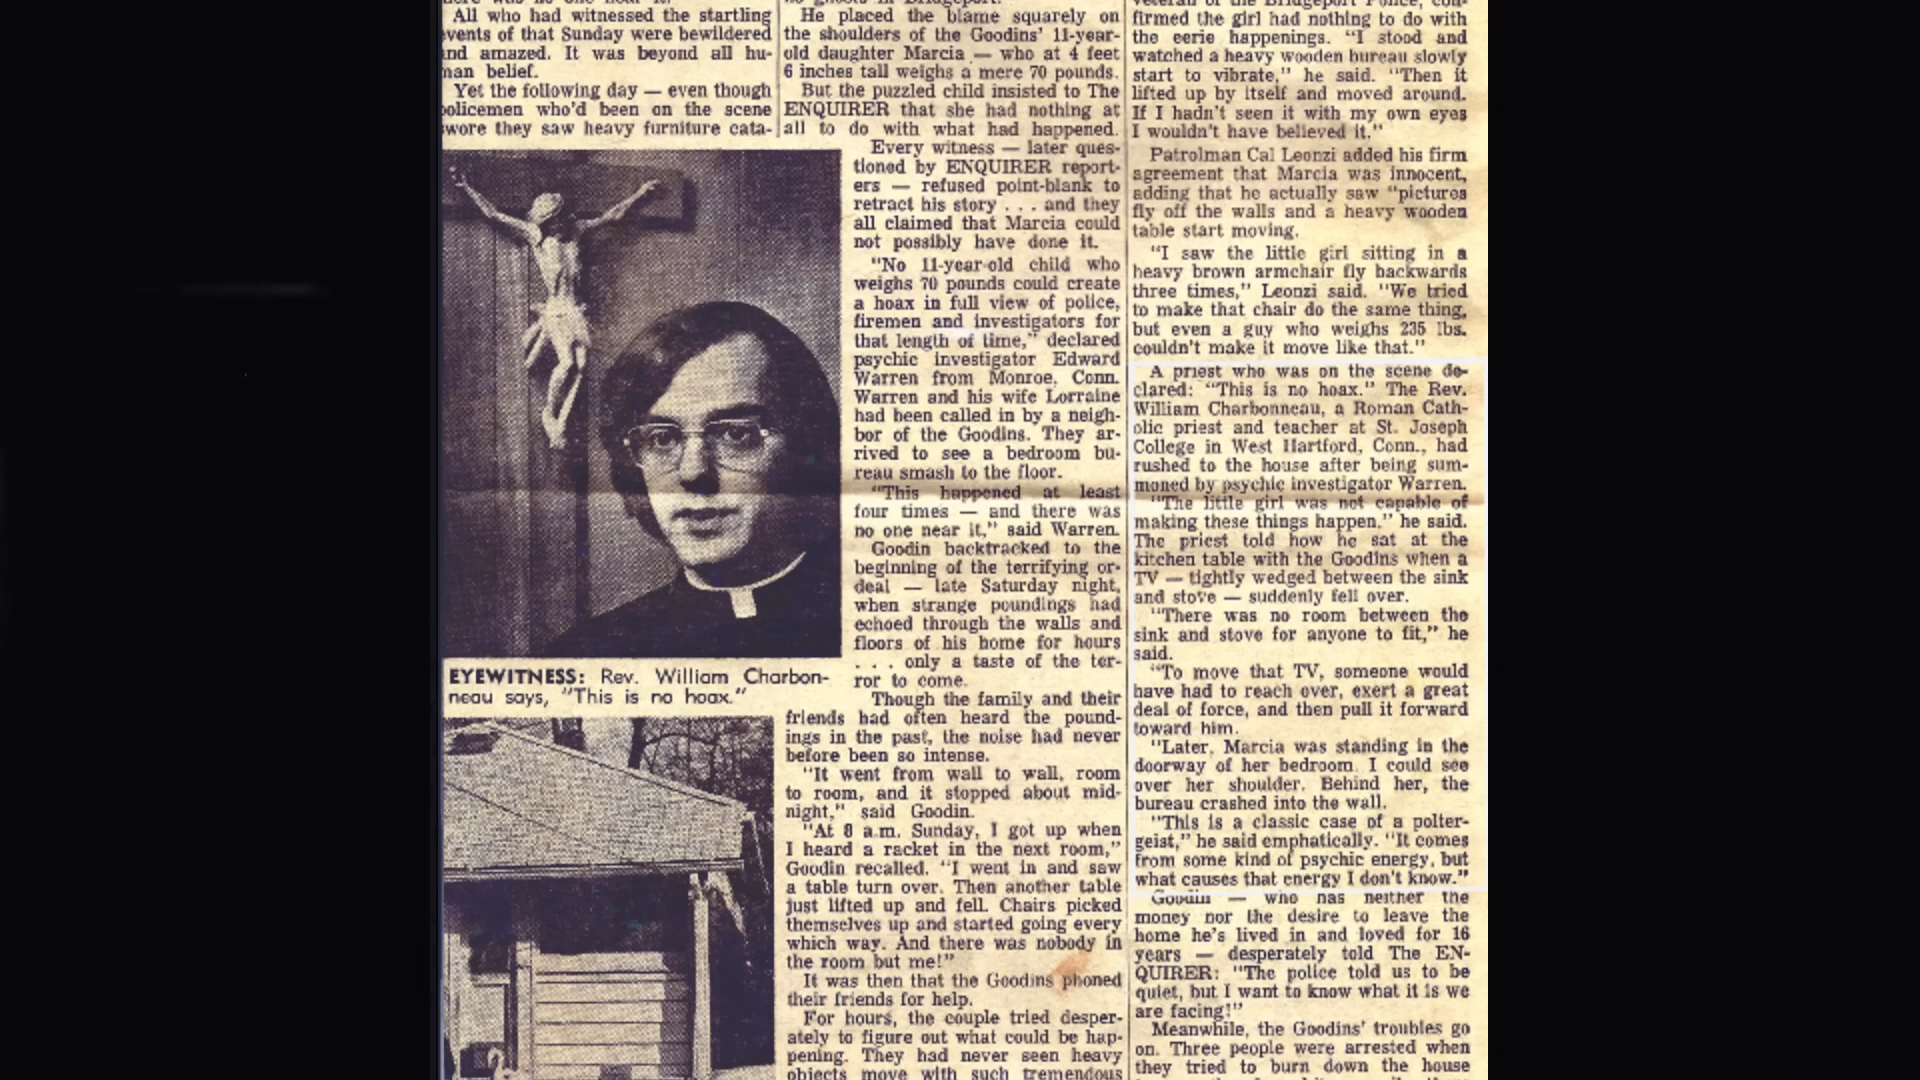 All who had witnessed the startling
events of that Sunday were bewildered
and amazed. It was beyond all hu-
man belief.
Yet the following day — even though
policemen who'd been on the scene
swore they saw heavy furniture cata-
EYEWITNESS: Rev. William Charbon-
neau says, "This is no hoax."
He placed the blame squarely on
the shoulders of the Goodins' 11-year-
old daughter Marcia — who at 4 feet
6 inches tall weighs a mere 70 pounds.
But the puzzled child insisted to The
ENQUIRER that she had nothing at
all to do with what had happened.
Every witness — later ques-
tioned by ENQUIRER report-
ers — refused point-blank to
retract his story . . . and they
all claimed that Marcia could
not possibly have done it.
"No 11-year-old child who
weighs 70 pounds could create
a hoax in full view of police,
firemen and investigators for
that length of time," declared
psychic investigator Edward
Warren from Monroe, Conn.
Warren and his wife Lorraine
had been called in by a neigh-
bor of the Goodins. They ar-
rived to see a bedroom bu-
reau smash to the floor.
"This happened at least
four times — and there was
no one near it," said Warren.
Goodin backtracked to the
beginning of the terrifying or-
deal — late Saturday night,
when strange poundings had
echoed through the walls and
floors of his home for hours
. . . only a taste of the ter-
ror to come.
Though the family and their
friends had often heard the pound-
ings in the past, the noise had never
before been so intense.
"It went from wall to wall, room
to room, and it stopped about mid-
night," said Goodin.
"At 8 a.m. Sunday, I got up when
I heard a racket in the next room,"
Goodin recalled. "I went in and saw
a table turn over. Then another table
just lifted up and fell. Chairs picked
themselves up and started going every
which way. And there was nobody in
the room but me!"
It was then that the Goodins phoned
their friends for help.
For hours, the couple tried desper-
ately to figure out what could be hap-
pening. They had never seen heavy
objects move with such tremendous
veteran of the Bridgeport Police, con-
firmed the girl had nothing to do with
the eerie happenings. "I stood and
watched a heavy wooden bureau slowly
start to vibrate," he said. "Then it
lifted up by itself and moved around.
If I hadn't seen it with my own eyes
I wouldn't have believed it."
Patrolman Cal Leonzi added his firm
agreement that Marcia was innocent,
adding that he actually saw "pictures
fly off the walls and a heavy wooden
table start moving.
"I saw the little girl sitting in a
heavy brown armchair fly backwards
three times," Leonzi said. "We tried
to make that chair do the same thing,
but even a guy who weighs 235 lbs.
couldn't make it move like that."
A priest who was on the scene de-
clared: "This is no hoax." The Rev.
William Charbonneau, a Roman Cath-
olic priest and teacher at St. Joseph
College in West Hartford, Conn., had
rushed to the house after being sum-
moned by psychic investigator Warren.
"The little girl was not capable of
making these things happen," he said.
The priest told how he sat at the
kitchen table with the Goodins when a
TV — tightly wedged between the sink
and stove — suddenly fell over.
"There was no room between the
sink and stove for anyone to fit," he
said.
"To move that TV, someone would
have had to reach over, exert a great
deal of force, and then pull it forward
toward him.
"Later, Marcia was standing in the
doorway of her bedroom. I could see
over her shoulder. Behind her, the
bureau crashed into the wall.
"This is a classic case of a polter-
geist," he said emphatically. "It comes
from some kind of psychic energy, but
what causes that energy I don't know."
Goodin — who has neither the
money nor the desire to leave the
home he's lived in and loved for 16
years — desperately told The EN-
QUIRER: "The police told us to be
quiet, but I want to know what it is we
are facing!"
Meanwhile, the Goodins' troubles go
on. Three people were arrested when
they tried to burn down the house